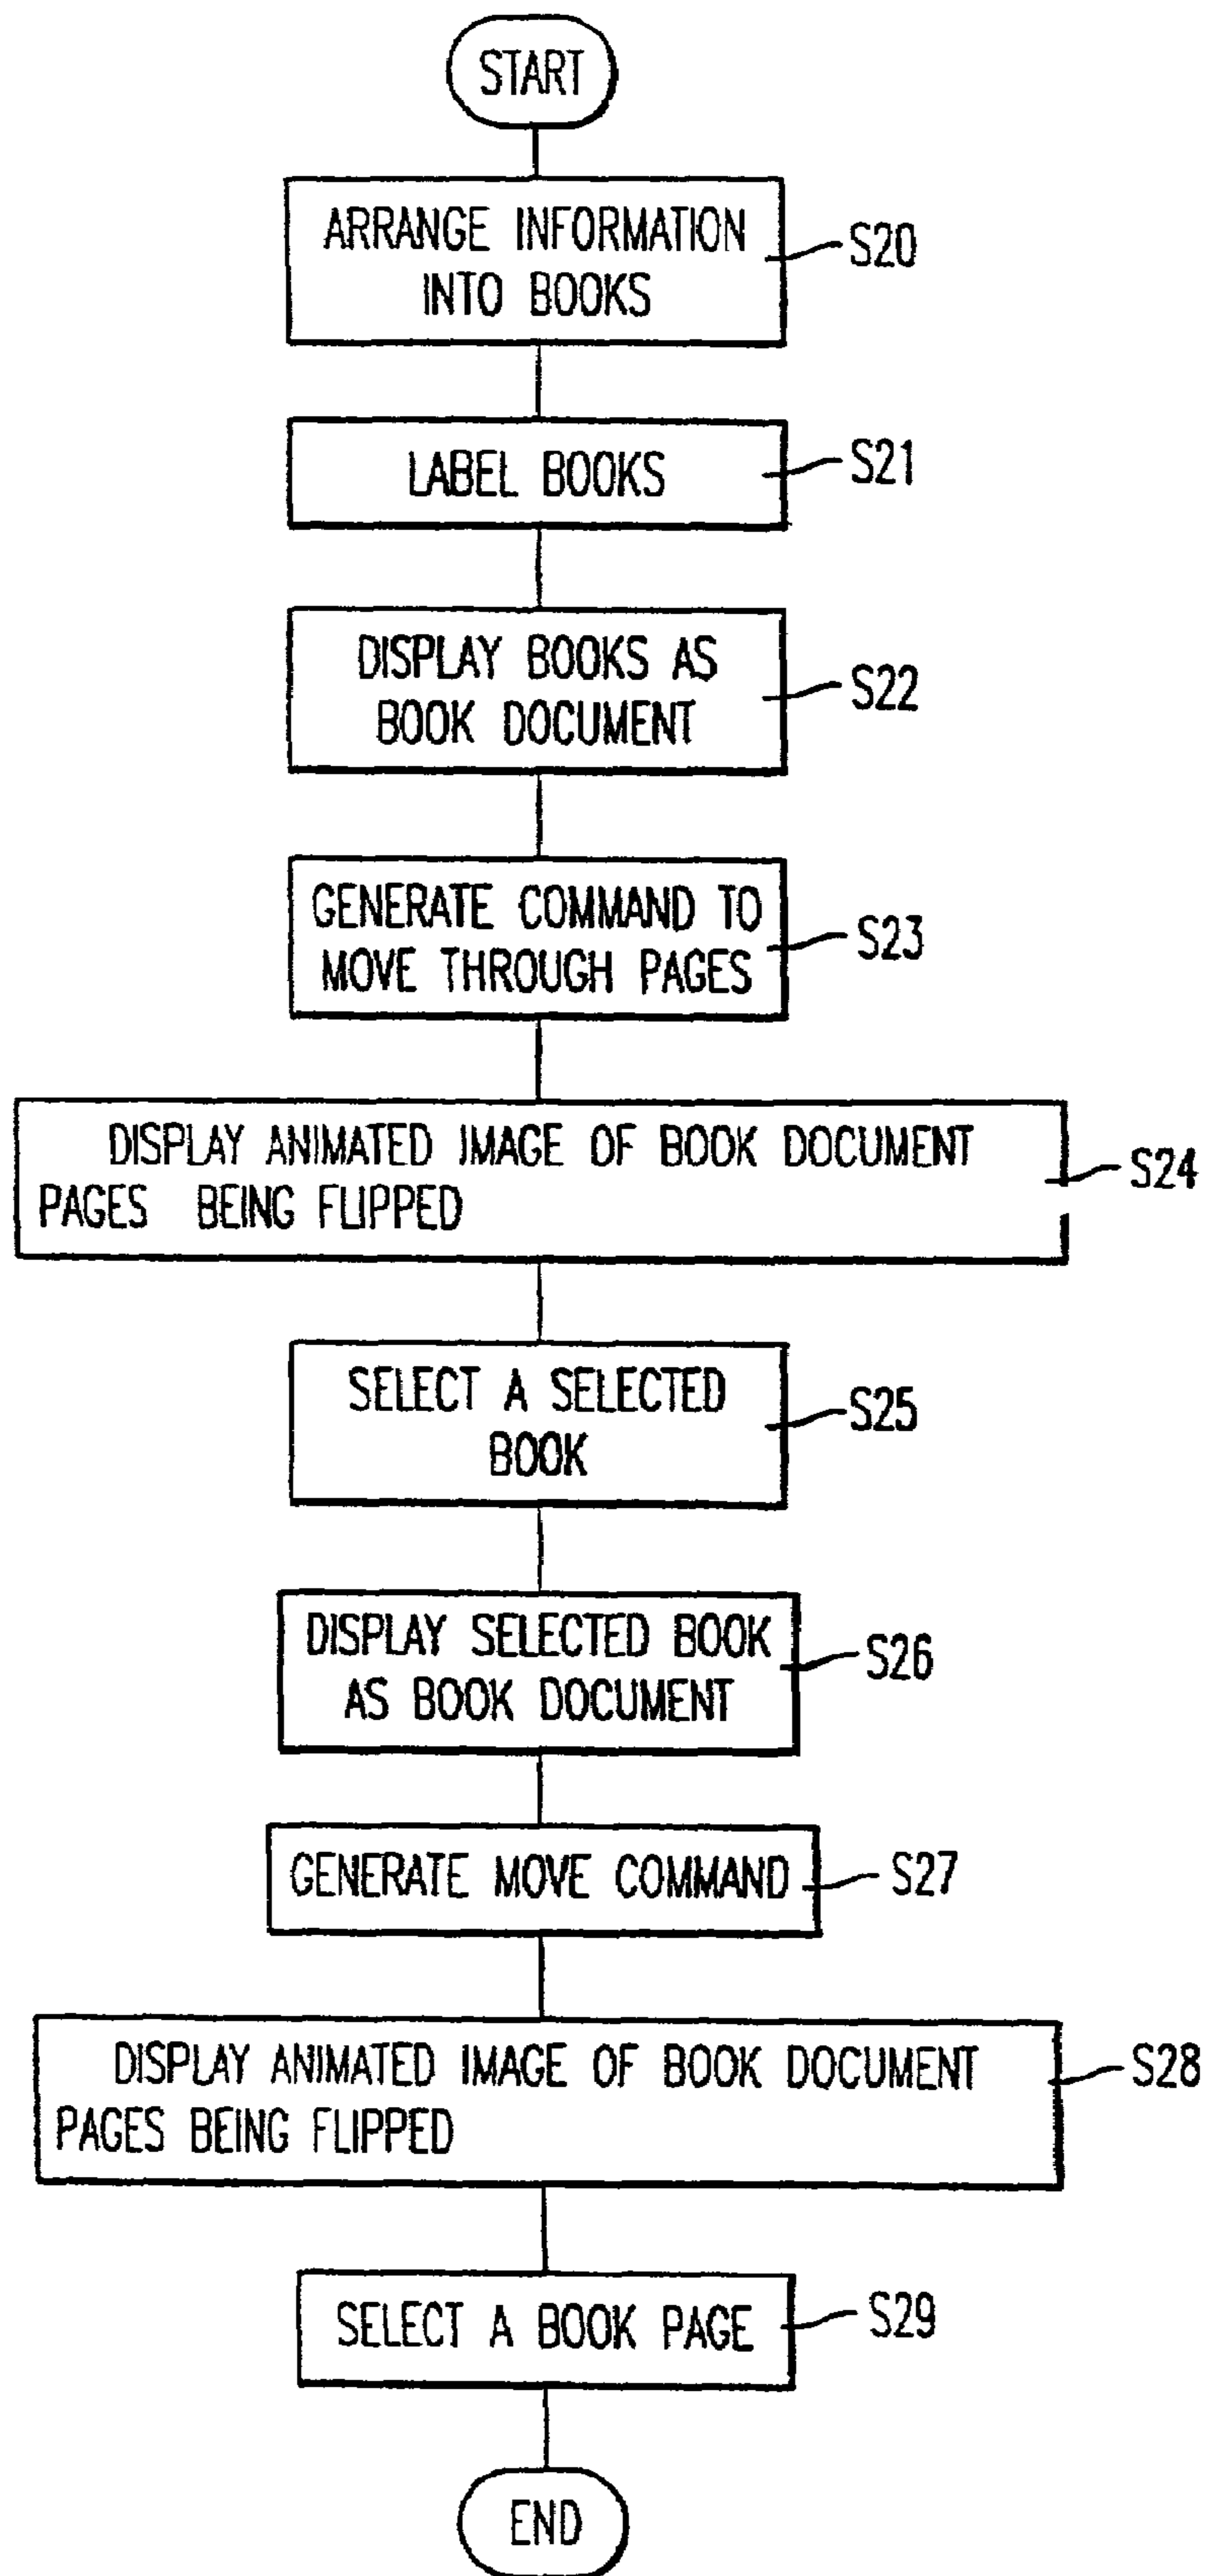 START
ARRANGE INFORMATION
INTO BOOKS
S20
LABEL BOOKS
S21
DISPLAY BOOKS AS
BOOK DOCUMENT
S22
GENERATE COMMAND TO
MOVE THROUGH PAGES
S23
DISPLAY ANIMATED IMAGE OF BOOK DOCUMENT
PAGES BEING FLIPPED
S24
SELECT A SELECTED
BOOK
S25
DISPLAY SELECTED BOOK
AS BOOK DOCUMENT
S26
GENERATE MOVE COMMAND
S27
DISPLAY ANIMATED IMAGE OF BOOK DOCUMENT
PAGES BEING FLIPPED
S28
SELECT A BOOK PAGE
S29
END